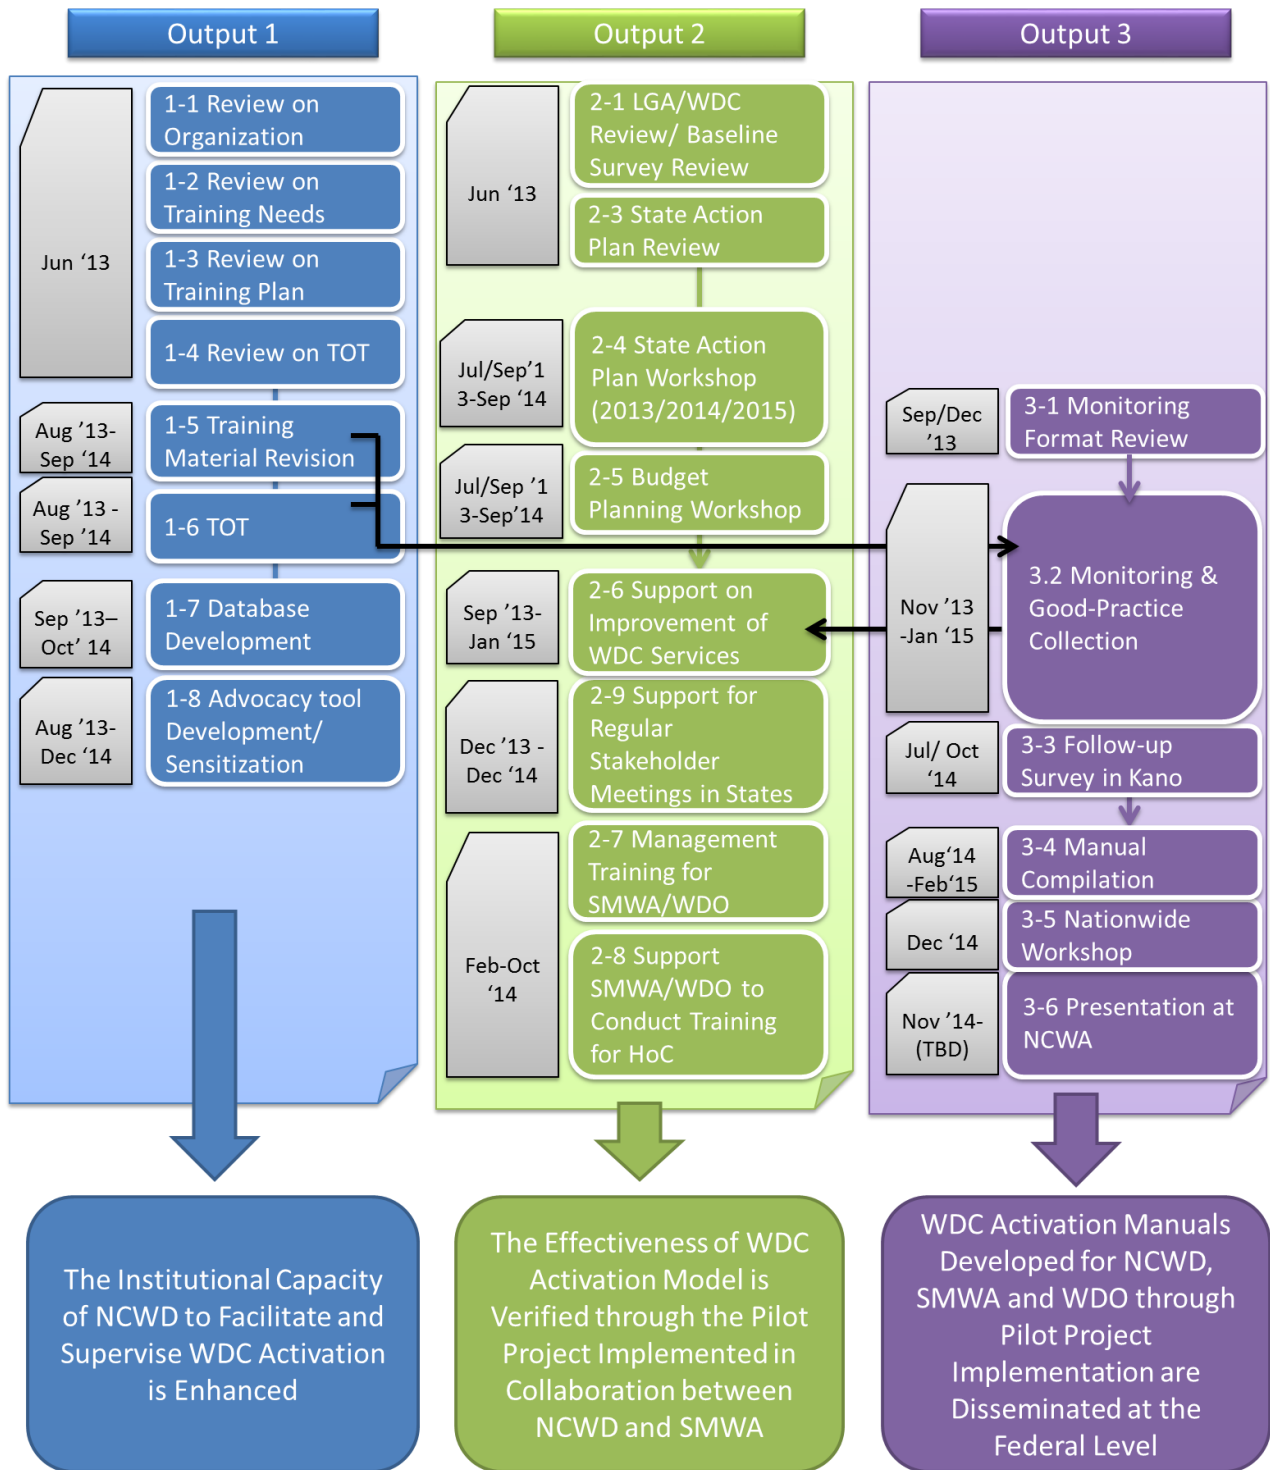 Output 1
Jun ‘13
1-1 Review on
Organization
1-2 Review on
Training Needs
1-3 Review on
Training Plan
1-4 Review on TOT
Aug ’13-
Sep ‘14
1-5 Training
Material Revision
Aug ’13 -
Sep ‘14
1-6 TOT
Sep ’13–
Oct’ 14
1-7 Database
Development
Aug ’13-
Dec ‘14
1-8 Advocacy tool
Development/
Sensitization
The Institutional Capacity
of NCWD to Facilitate and
Supervise WDC Activation
is Enhanced
Output 2
Jun ‘13
2-1 LGA/WDC
Review/ Baseline
Survey Review
2-3 State Action
Plan Review
Jul/Sep’1
3-Sep ‘14
2-4 State Action
Plan Workshop
(2013/2014/2015)
Jul/Sep ’1
3-Sep’14
2-5 Budget
Planning Workshop
Sep ’13-
Jan ‘15
2-6 Support on
Improvement of
WDC Services
Dec ’13 -
Dec ‘14
2-9 Support for
Regular
Stakeholder
Meetings in States
Feb-Oct
‘14
2-7 Management
Training for
SMWA/WDO
2-8 Support
SMWA/WDO to
Conduct Training
for HoC
The Effectiveness of WDC
Activation Model is
Verified through the Pilot
Project Implemented in
Collaboration between
NCWD and SMWA
Output 3
Sep/Dec
’13
3-1 Monitoring
Format Review
Nov ’13
-Jan ‘15
3.2 Monitoring &
Good-Practice
Collection
Jul/ Oct
‘14
3-3 Follow-up
Survey in Kano
Aug‘14
-Feb‘15
3-4 Manual
Compilation
Dec ‘14
3-5 Nationwide
Workshop
Nov ’14-
(TBD)
3-6 Presentation at
NCWA
WDC Activation Manuals
Developed for NCWD,
SMWA and WDO through
Pilot Project
Implementation are
Disseminated at the
Federal Level